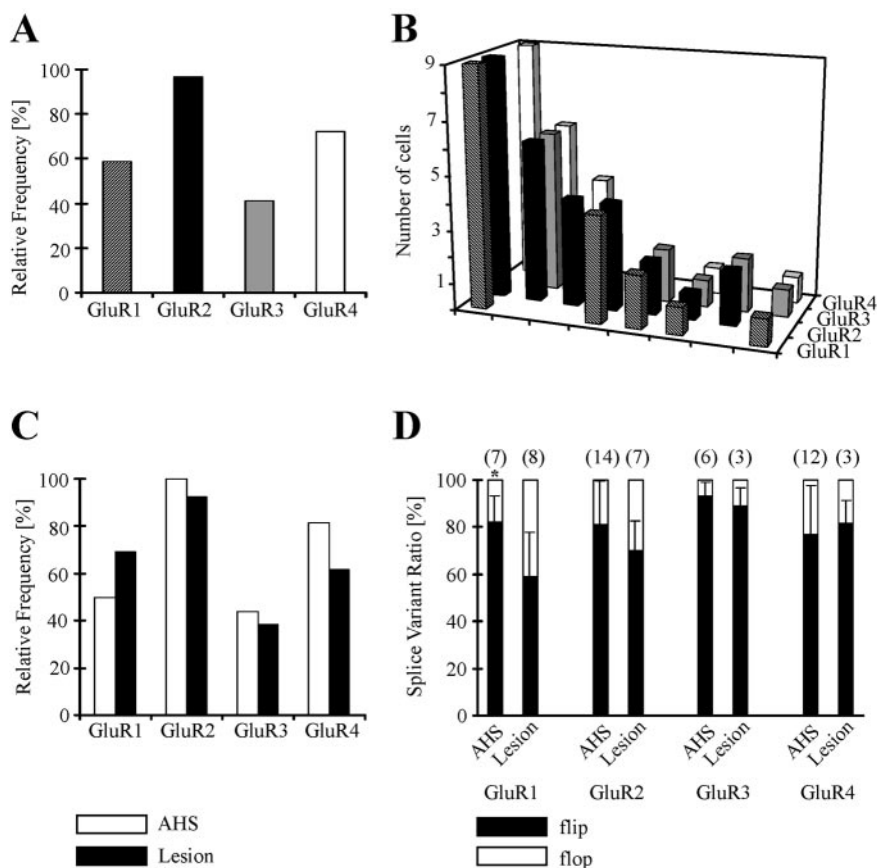 A
Relative Frequency [%]
100
80
60
40
20
0
GluR1 GluR2 GluR3 GluR4
B
Number of cells
9
7
5
3
1
GluR4
GluR3
GluR2
GluR1
C
Relative Frequency [%]
100
80
60
40
20
0
GluR1 GluR2 GluR3 GluR4
AHS
Lesion
D
Splice Variant Ratio [%]
(7) (8) (14) (7) (6) (3) (12) (3)
*
100
80
60
40
20
0
AHS Lesion AHS Lesion AHS Lesion AHS Lesion
GluR1 GluR2 GluR3 GluR4
flip
flop